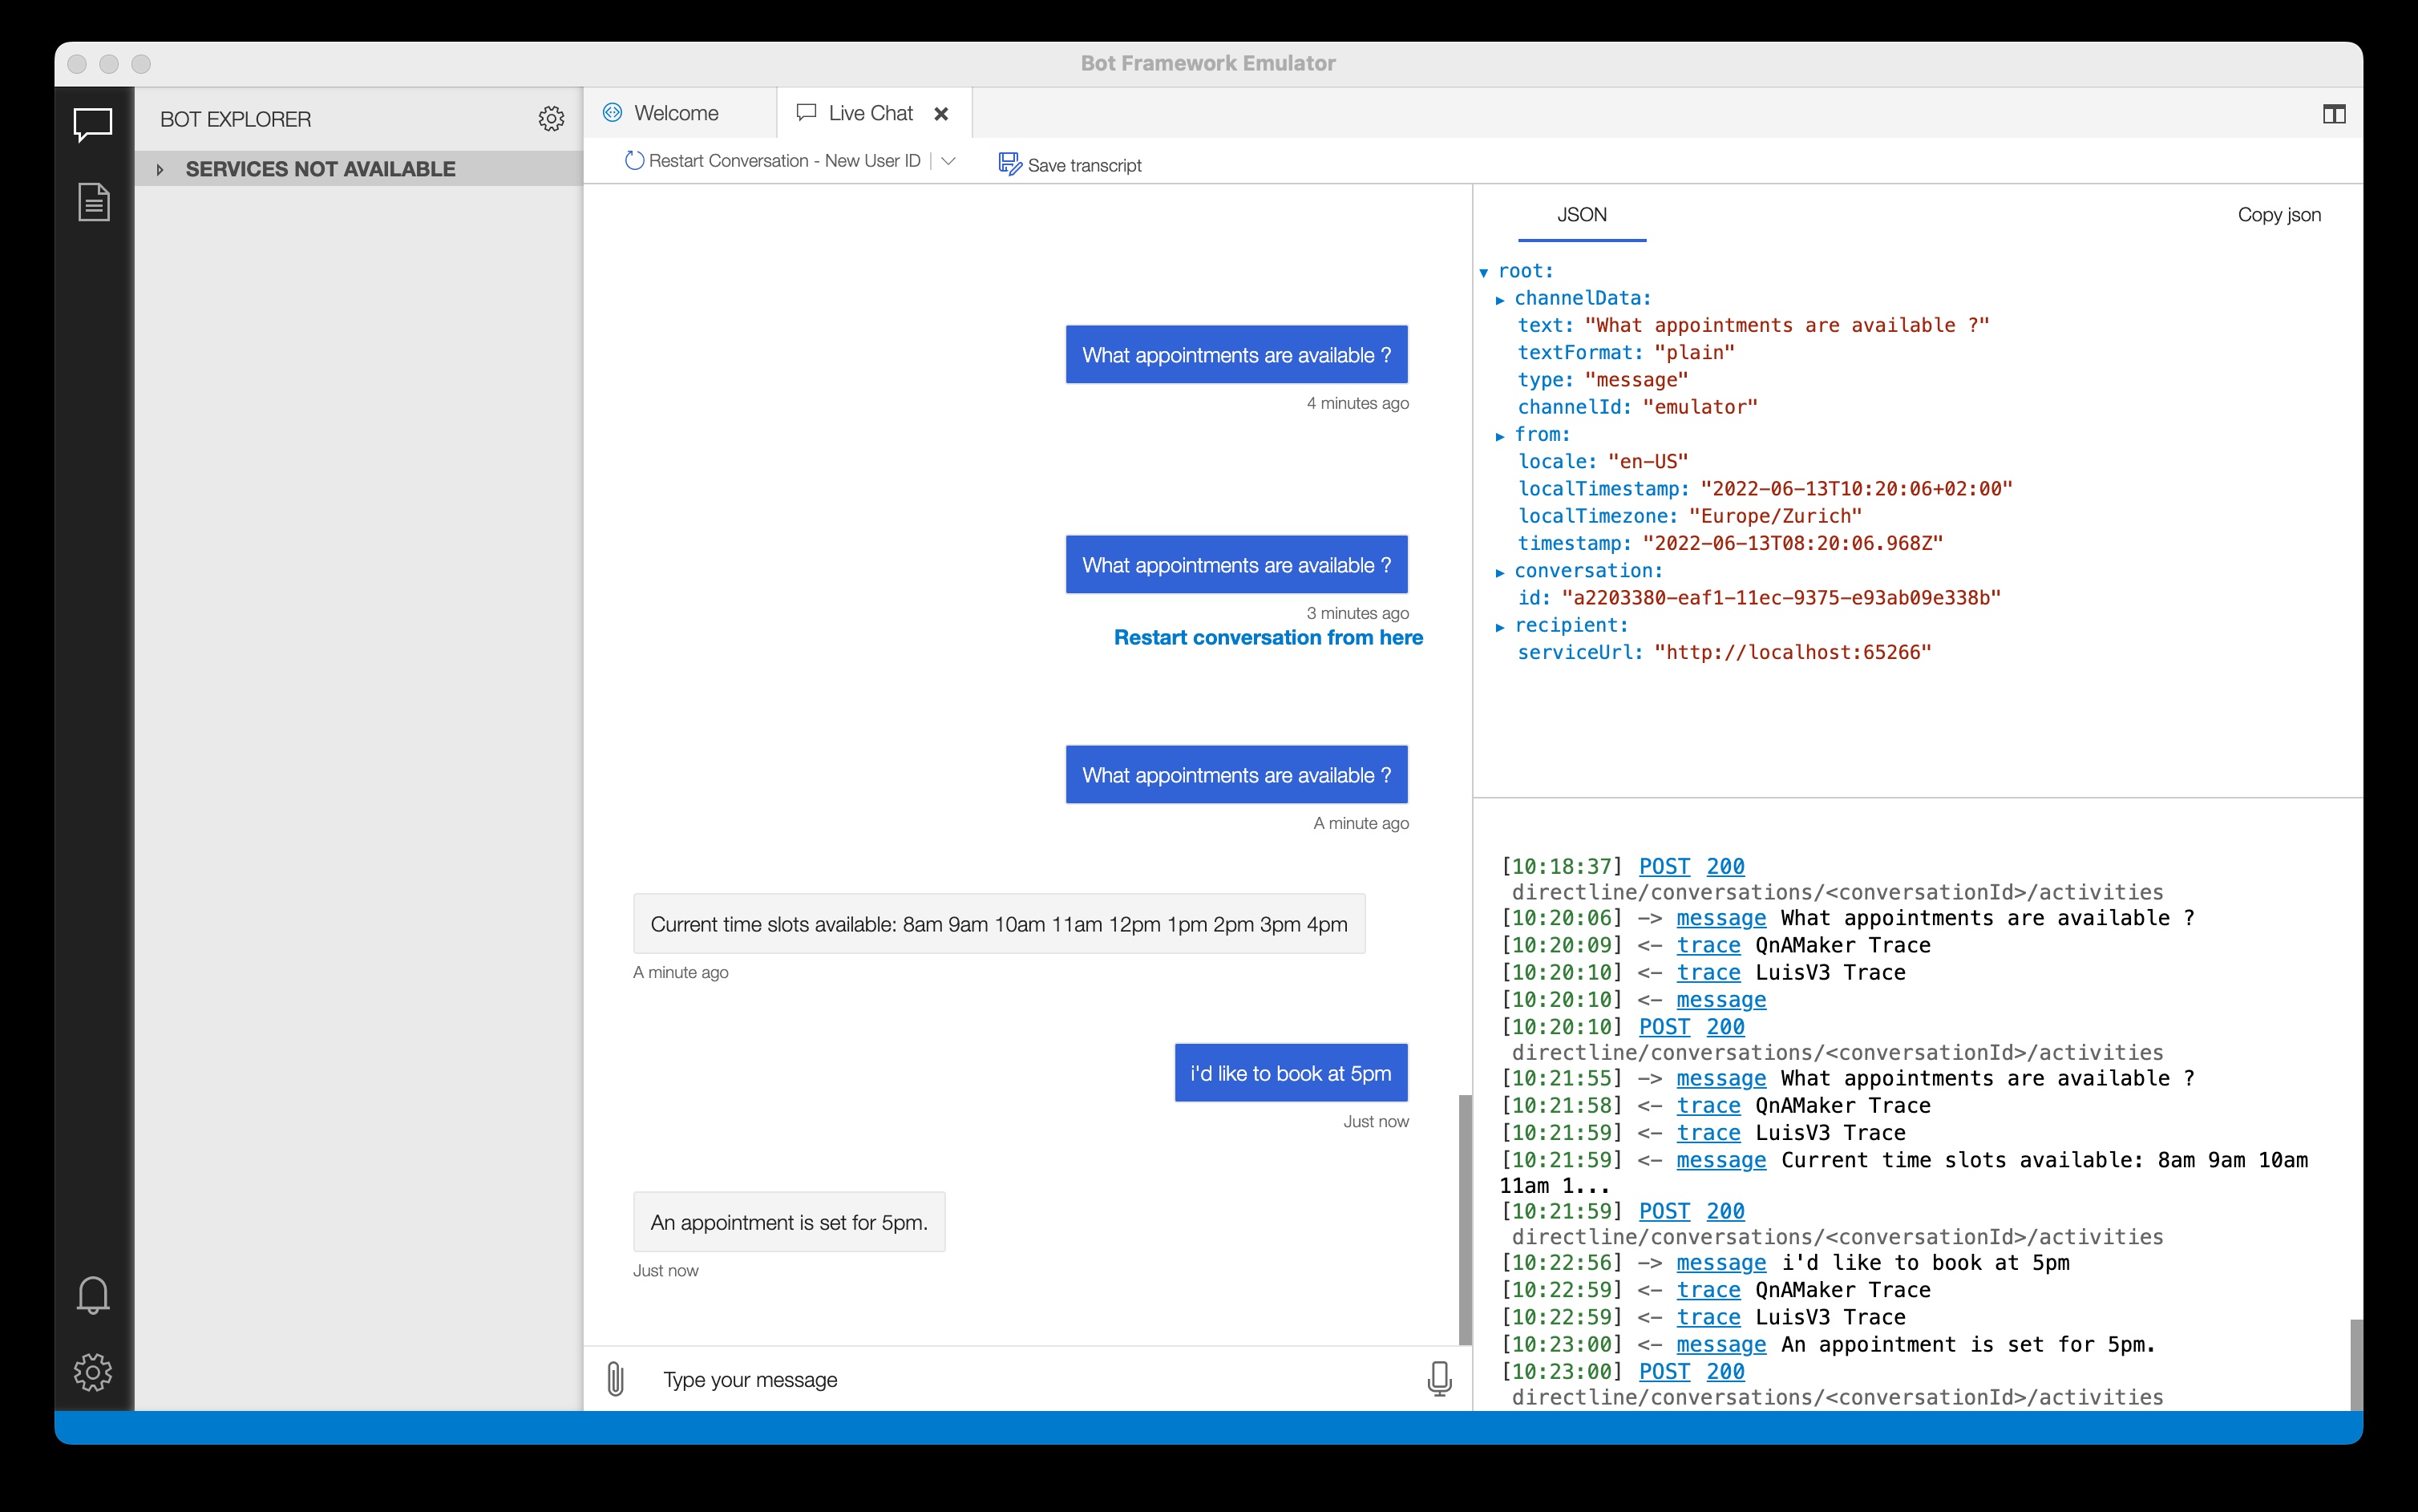 Bot Framework Emulator
BOT EXPLORER
SERVICES NOT AVAILABLE
Welcome
Live Chat
Restart Conversation - New User ID
Save transcript
What appointments are available ?
4 minutes ago
What appointments are available ?
3 minutes ago
Restart conversation from here
What appointments are available ?
A minute ago
Current time slots available: 8am 9am 10am 11am 12pm 1pm 2pm 3pm 4pm
A minute ago
i'd like to book at 5pm
Just now
An appointment is set for 5pm.
Just now
Type your message
JSON
Copy json
root:
channelData:
text: "What appointments are available ?"
textFormat: "plain"
type: "message"
channelId: "emulator"
from:
locale: "en-US"
localTimestamp: "2022-06-13T10:20:06+02:00"
localTimezone: "Europe/Zurich"
timestamp: "2022-06-13T08:20:06.968Z"
conversation:
id: "a2203380-eaf1-11ec-9375-e93ab09e338b"
recipient:
serviceUrl: "http://localhost:65266"
[10:18:37] POST 200
directline/conversations/<conversationId>/activities
[10:20:06] -> message What appointments are available ?
[10:20:09] <- trace QnAMaker Trace
[10:20:10] <- trace LuisV3 Trace
[10:20:10] <- message
[10:20:10] POST 200
directline/conversations/<conversationId>/activities
[10:21:55] -> message What appointments are available ?
[10:21:58] <- trace QnAMaker Trace
[10:21:59] <- trace LuisV3 Trace
[10:21:59] <- message Current time slots available: 8am 9am 10am
11am 1...
[10:21:59] POST 200
directline/conversations/<conversationId>/activities
[10:22:56] -> message i'd like to book at 5pm
[10:22:59] <- trace QnAMaker Trace
[10:22:59] <- trace LuisV3 Trace
[10:23:00] <- message An appointment is set for 5pm.
[10:23:00] POST 200
directline/conversations/<conversationId>/activities